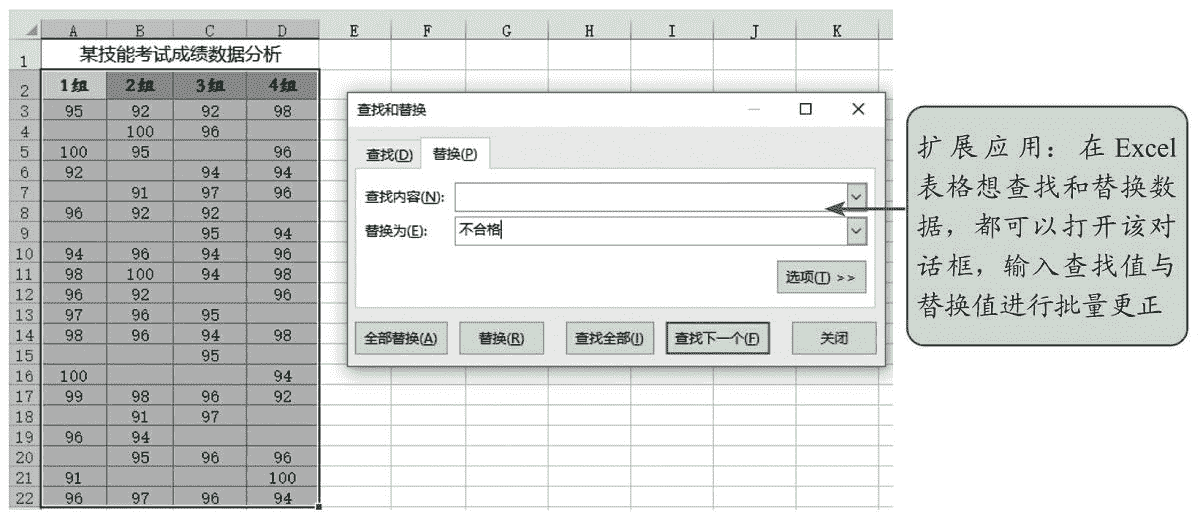 A B C D E F G H I J K
1 某技能考试成绩数据分析
2 1组 2组 3组 4组
3 95 92 92 98
4 100 96
5 100 95 96
6 92 94 94
7 91 97 96
8 96 92 92
9 95 94
10 94 96 94 96
11 98 100 94 98
12 96 92 96
13 97 96 95
14 98 96 94 98
15 95
16 100 94
17 99 98 96 92
18 91 97
19 96 94
20 95 96 96
21 91 100
22 96 97 96 94
查找和替换
查找(D) 替换(P)
查找内容(N):
替换为(E): 不合格
选项(T) >>
全部替换(A) 替换(R) 查找全部(I) 查找下一个(F) 关闭
扩展应用：在 Excel
表格想查找和替换数
据，都可以打开该对
话框，输入查找值与
替换值进行批量更正